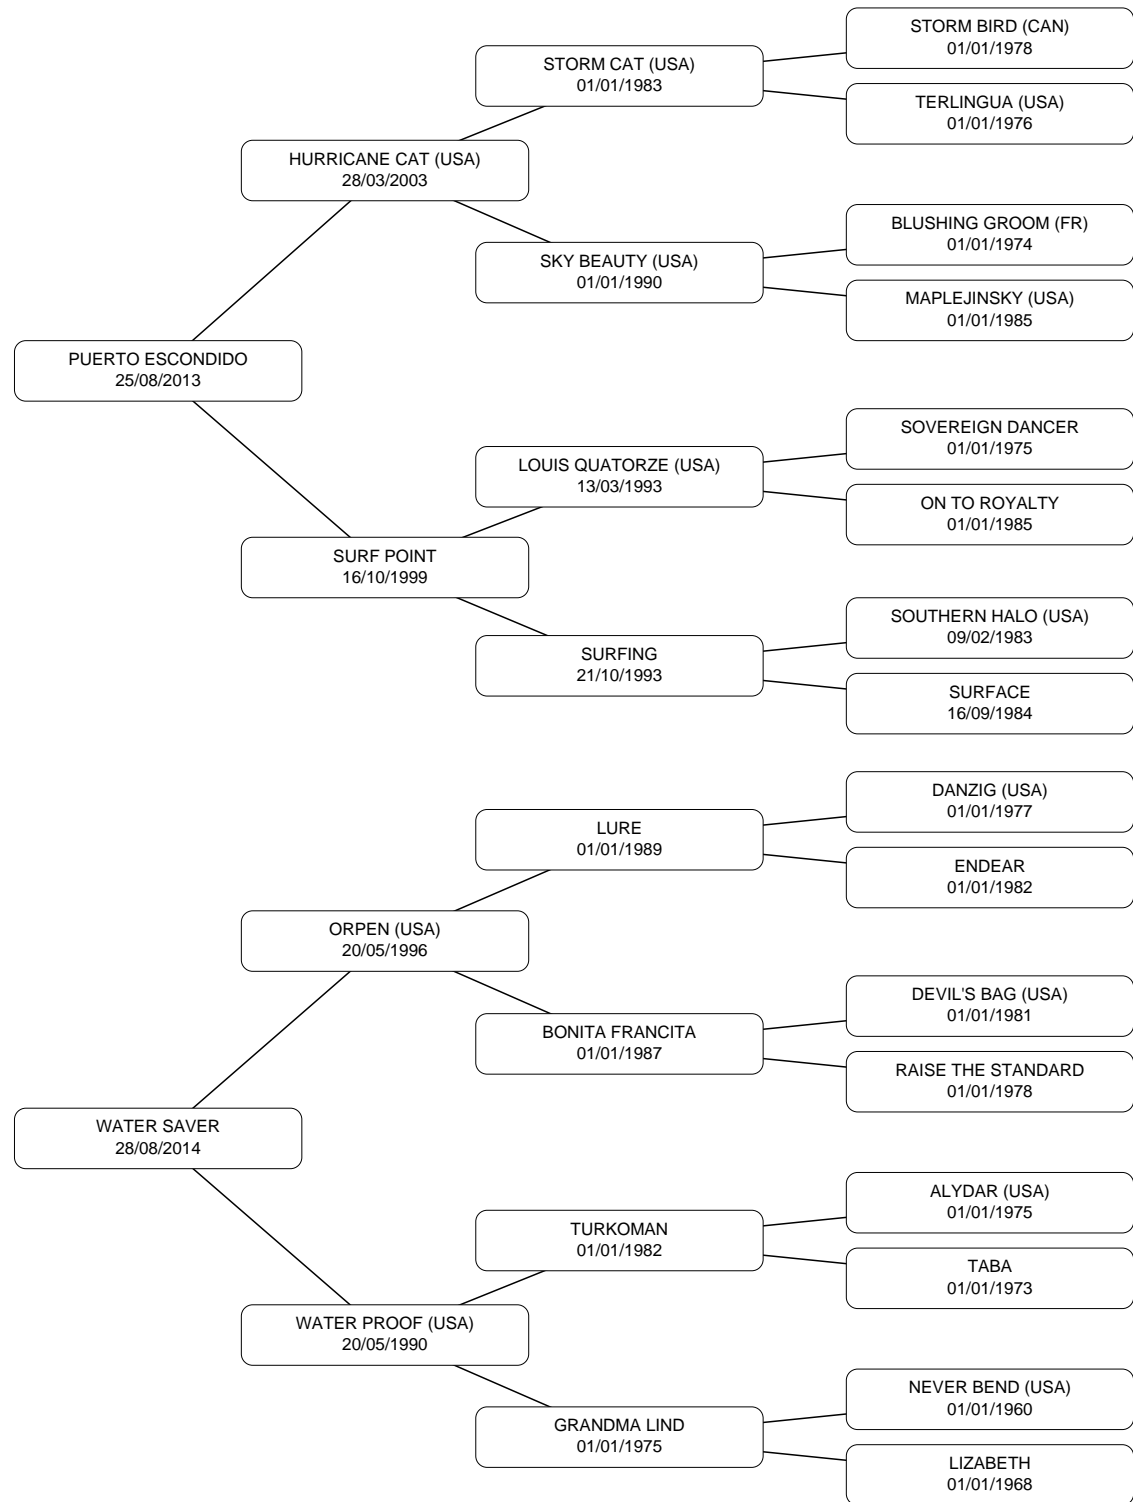 STORM BIRD (CAN)
01/01/1978
STORM CAT (USA)
01/01/1983
TERLINGUA (USA)
01/01/1976
HURRICANE CAT (USA)
28/03/2003
BLUSHING GROOM (FR)
01/01/1974
SKY BEAUTY (USA)
01/01/1990
MAPLEJINSKY (USA)
01/01/1985
PUERTO ESCONDIDO
25/08/2013
SOVEREIGN DANCER
01/01/1975
LOUIS QUATORZE (USA)
13/03/1993
ON TO ROYALTY
01/01/1985
SURF POINT
16/10/1999
SOUTHERN HALO (USA)
09/02/1983
SURFING
21/10/1993
SURFACE
16/09/1984
DANZIG (USA)
01/01/1977
LURE
01/01/1989
ENDEAR
01/01/1982
ORPEN (USA)
20/05/1996
DEVIL'S BAG (USA)
01/01/1981
BONITA FRANCITA
01/01/1987
RAISE THE STANDARD
01/01/1978
WATER SAVER
28/08/2014
ALYDAR (USA)
01/01/1975
TURKOMAN
01/01/1982
TABA
01/01/1973
WATER PROOF (USA)
20/05/1990
NEVER BEND (USA)
01/01/1960
GRANDMA LIND
01/01/1975
LIZABETH
01/01/1968